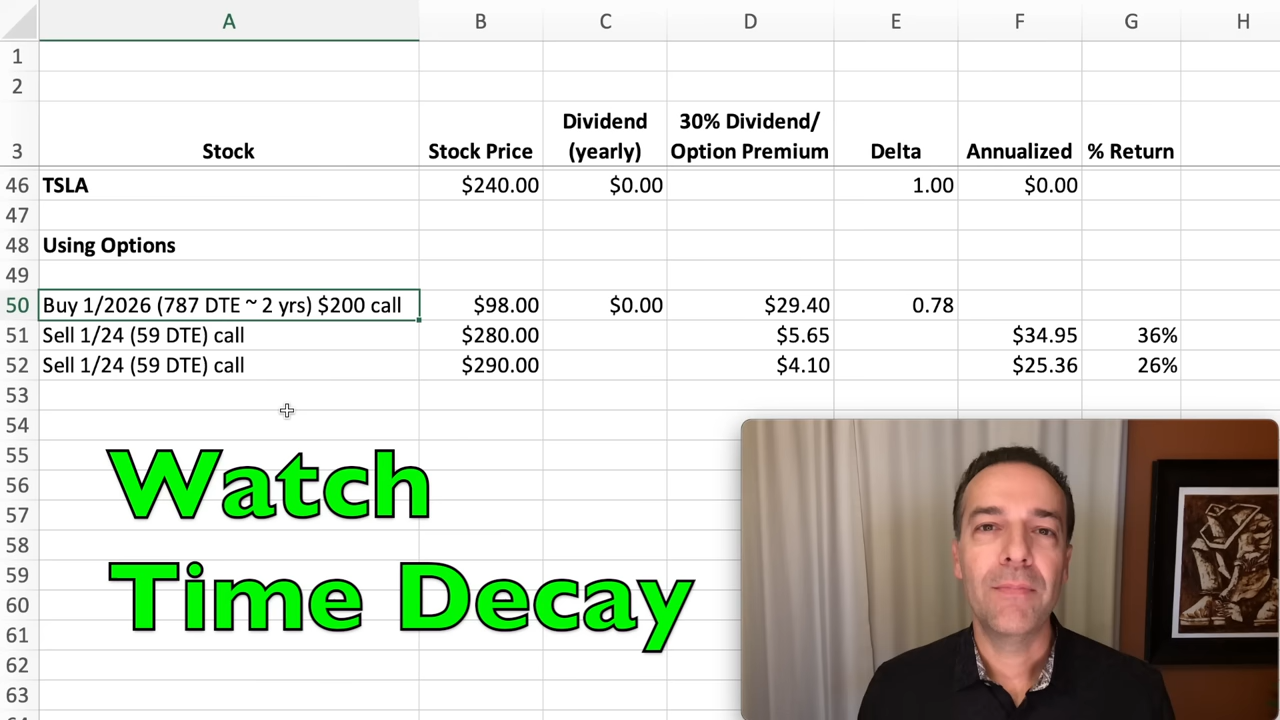 A B C D E F G H
1
2
3 Stock Stock Price Dividend (yearly) 30% Dividend/ Option Premium Delta Annualized % Return
46 TSLA $240.00 $0.00 1.00 $0.00
47
48 Using Options
49
50 Buy 1/2026 (787 DTE ~ 2 yrs) $200 call $98.00 $0.00 $29.40 0.78
51 Sell 1/24 (59 DTE) call $280.00 $5.65 $34.95 36%
52 Sell 1/24 (59 DTE) call $290.00 $4.10 $25.36 26%
53
54
55
56
57
58
59
60
61
62
63
Watch
Time Decay